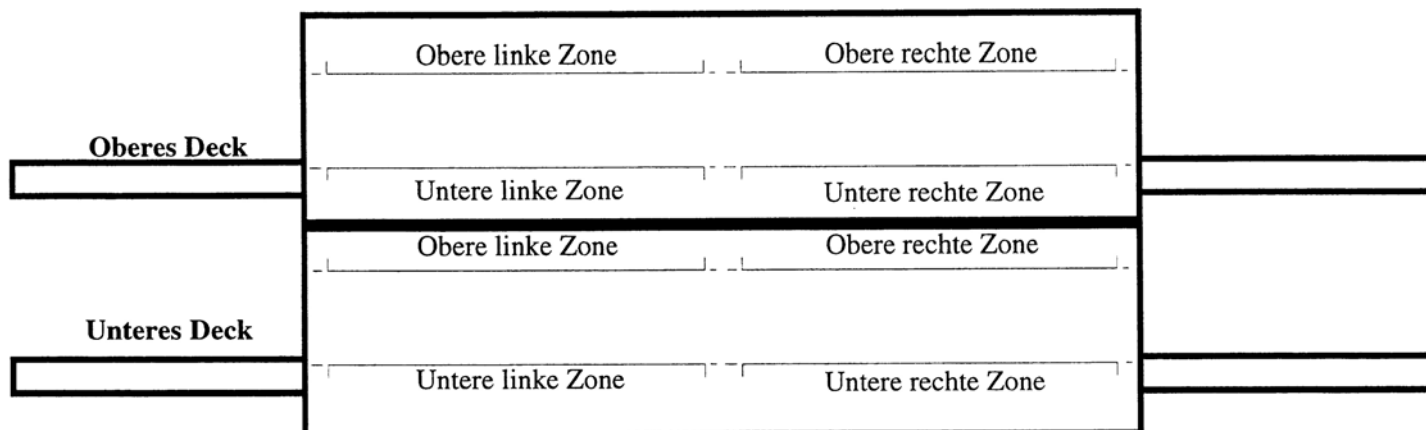 Obere linke Zone Obere rechte Zone
Oberes Deck
Untere linke Zone Untere rechte Zone
Obere linke Zone Obere rechte Zone
Unteres Deck
Untere linke Zone Untere rechte Zone